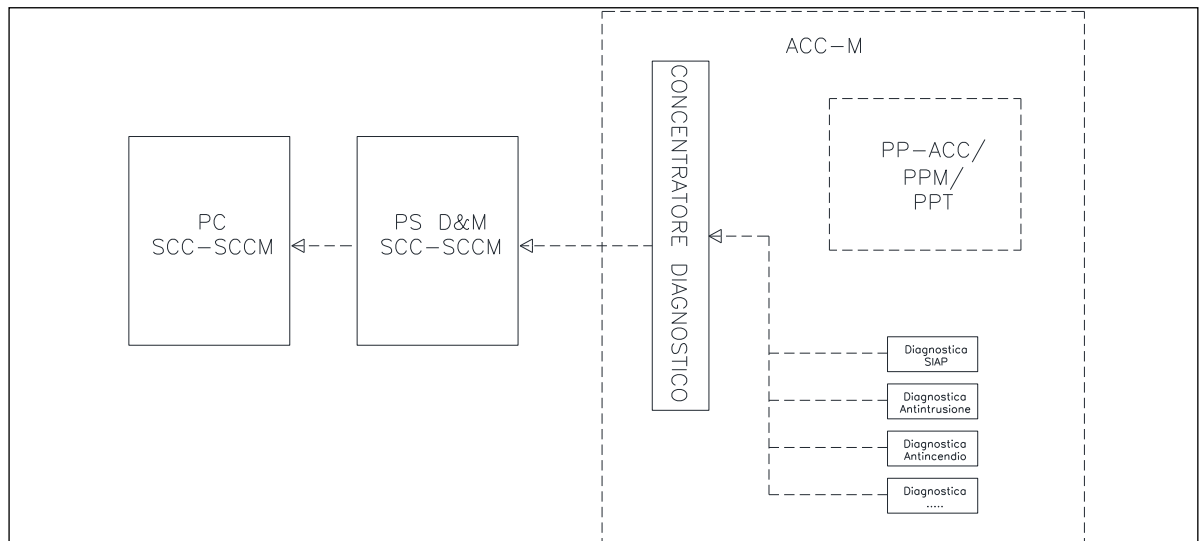 ACC-M
PC
SCC-SCCM
PS D&M
SCC-SCCM
CONCENTRATORE DIAGNOSTICO
PP-ACC/
PPM/
PPT
Diagnostica
SIAP
Diagnostica
Antintrusione
Diagnostica
Antincendio
Diagnostica
.....